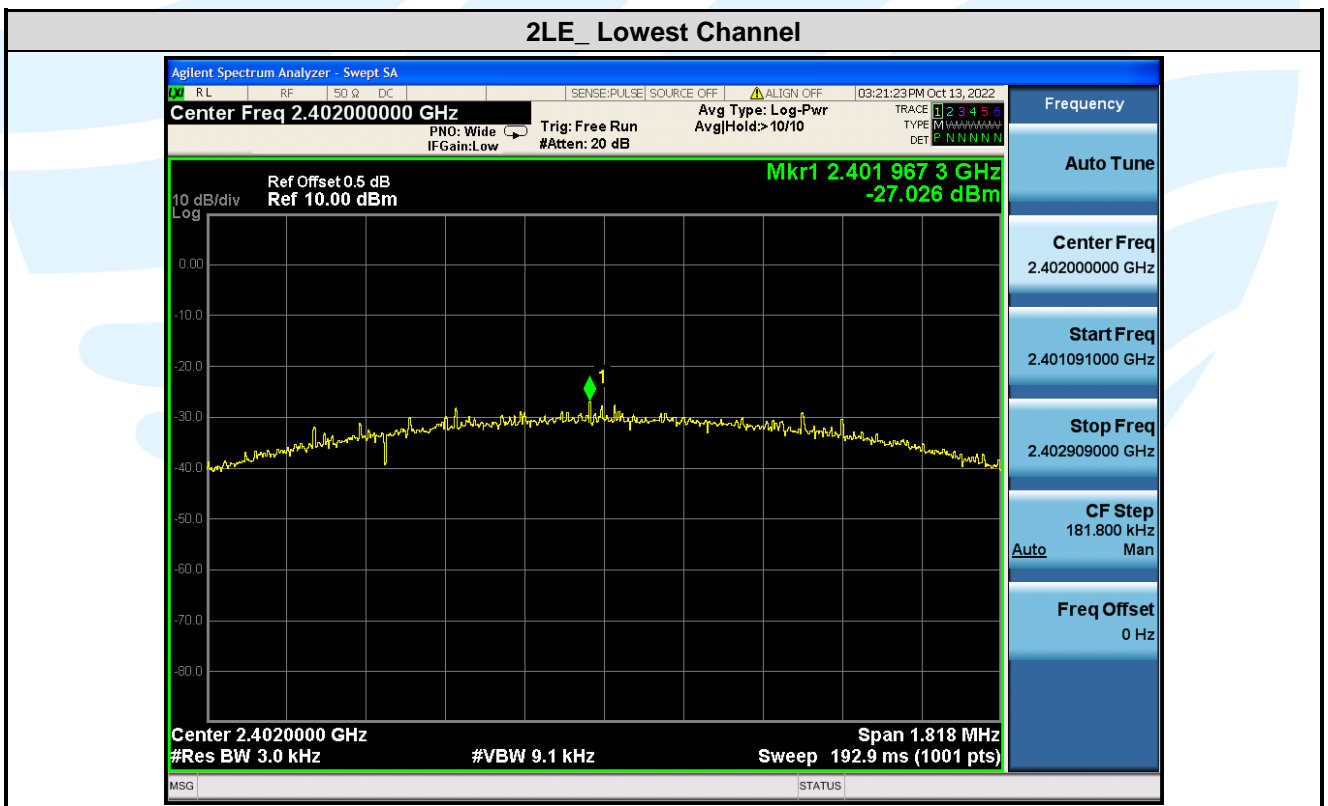 2LE_ Lowest Channel
Agilent Spectrum Analyzer - Swept SA
LXI RL RF 50 Ω DC SENSE:PULSE SOURCE OFF ALIGN OFF 03:21:23 PM Oct 13, 2022
Center Freq 2.402000000 GHz
PNO: Wide
IFGain:Low
Trig: Free Run
#Atten: 20 dB
Avg Type: Log-Pwr
Avg|Hold:> 10/10
TRACE 1 2 3 4 5 6
TYPE M WWWWW
DET P N N N N N
Mkr1 2.401 967 3 GHz
-27.026 dBm
Ref Offset 0.5 dB
10 dB/div Ref 10.00 dBm
Log
0.00
-10.0
-20.0
-30.0
-40.0
-50.0
-60.0
-70.0
-80.0
1
Center 2.4020000 GHz Span 1.818 MHz
#Res BW 3.0 kHz #VBW 9.1 kHz Sweep 192.9 ms (1001 pts)
MSG STATUS
Frequency
Auto Tune
Center Freq
2.402000000 GHz
Start Freq
2.401091000 GHz
Stop Freq
2.402909000 GHz
CF Step
181.800 kHz
Auto Man
Freq Offset
0 Hz